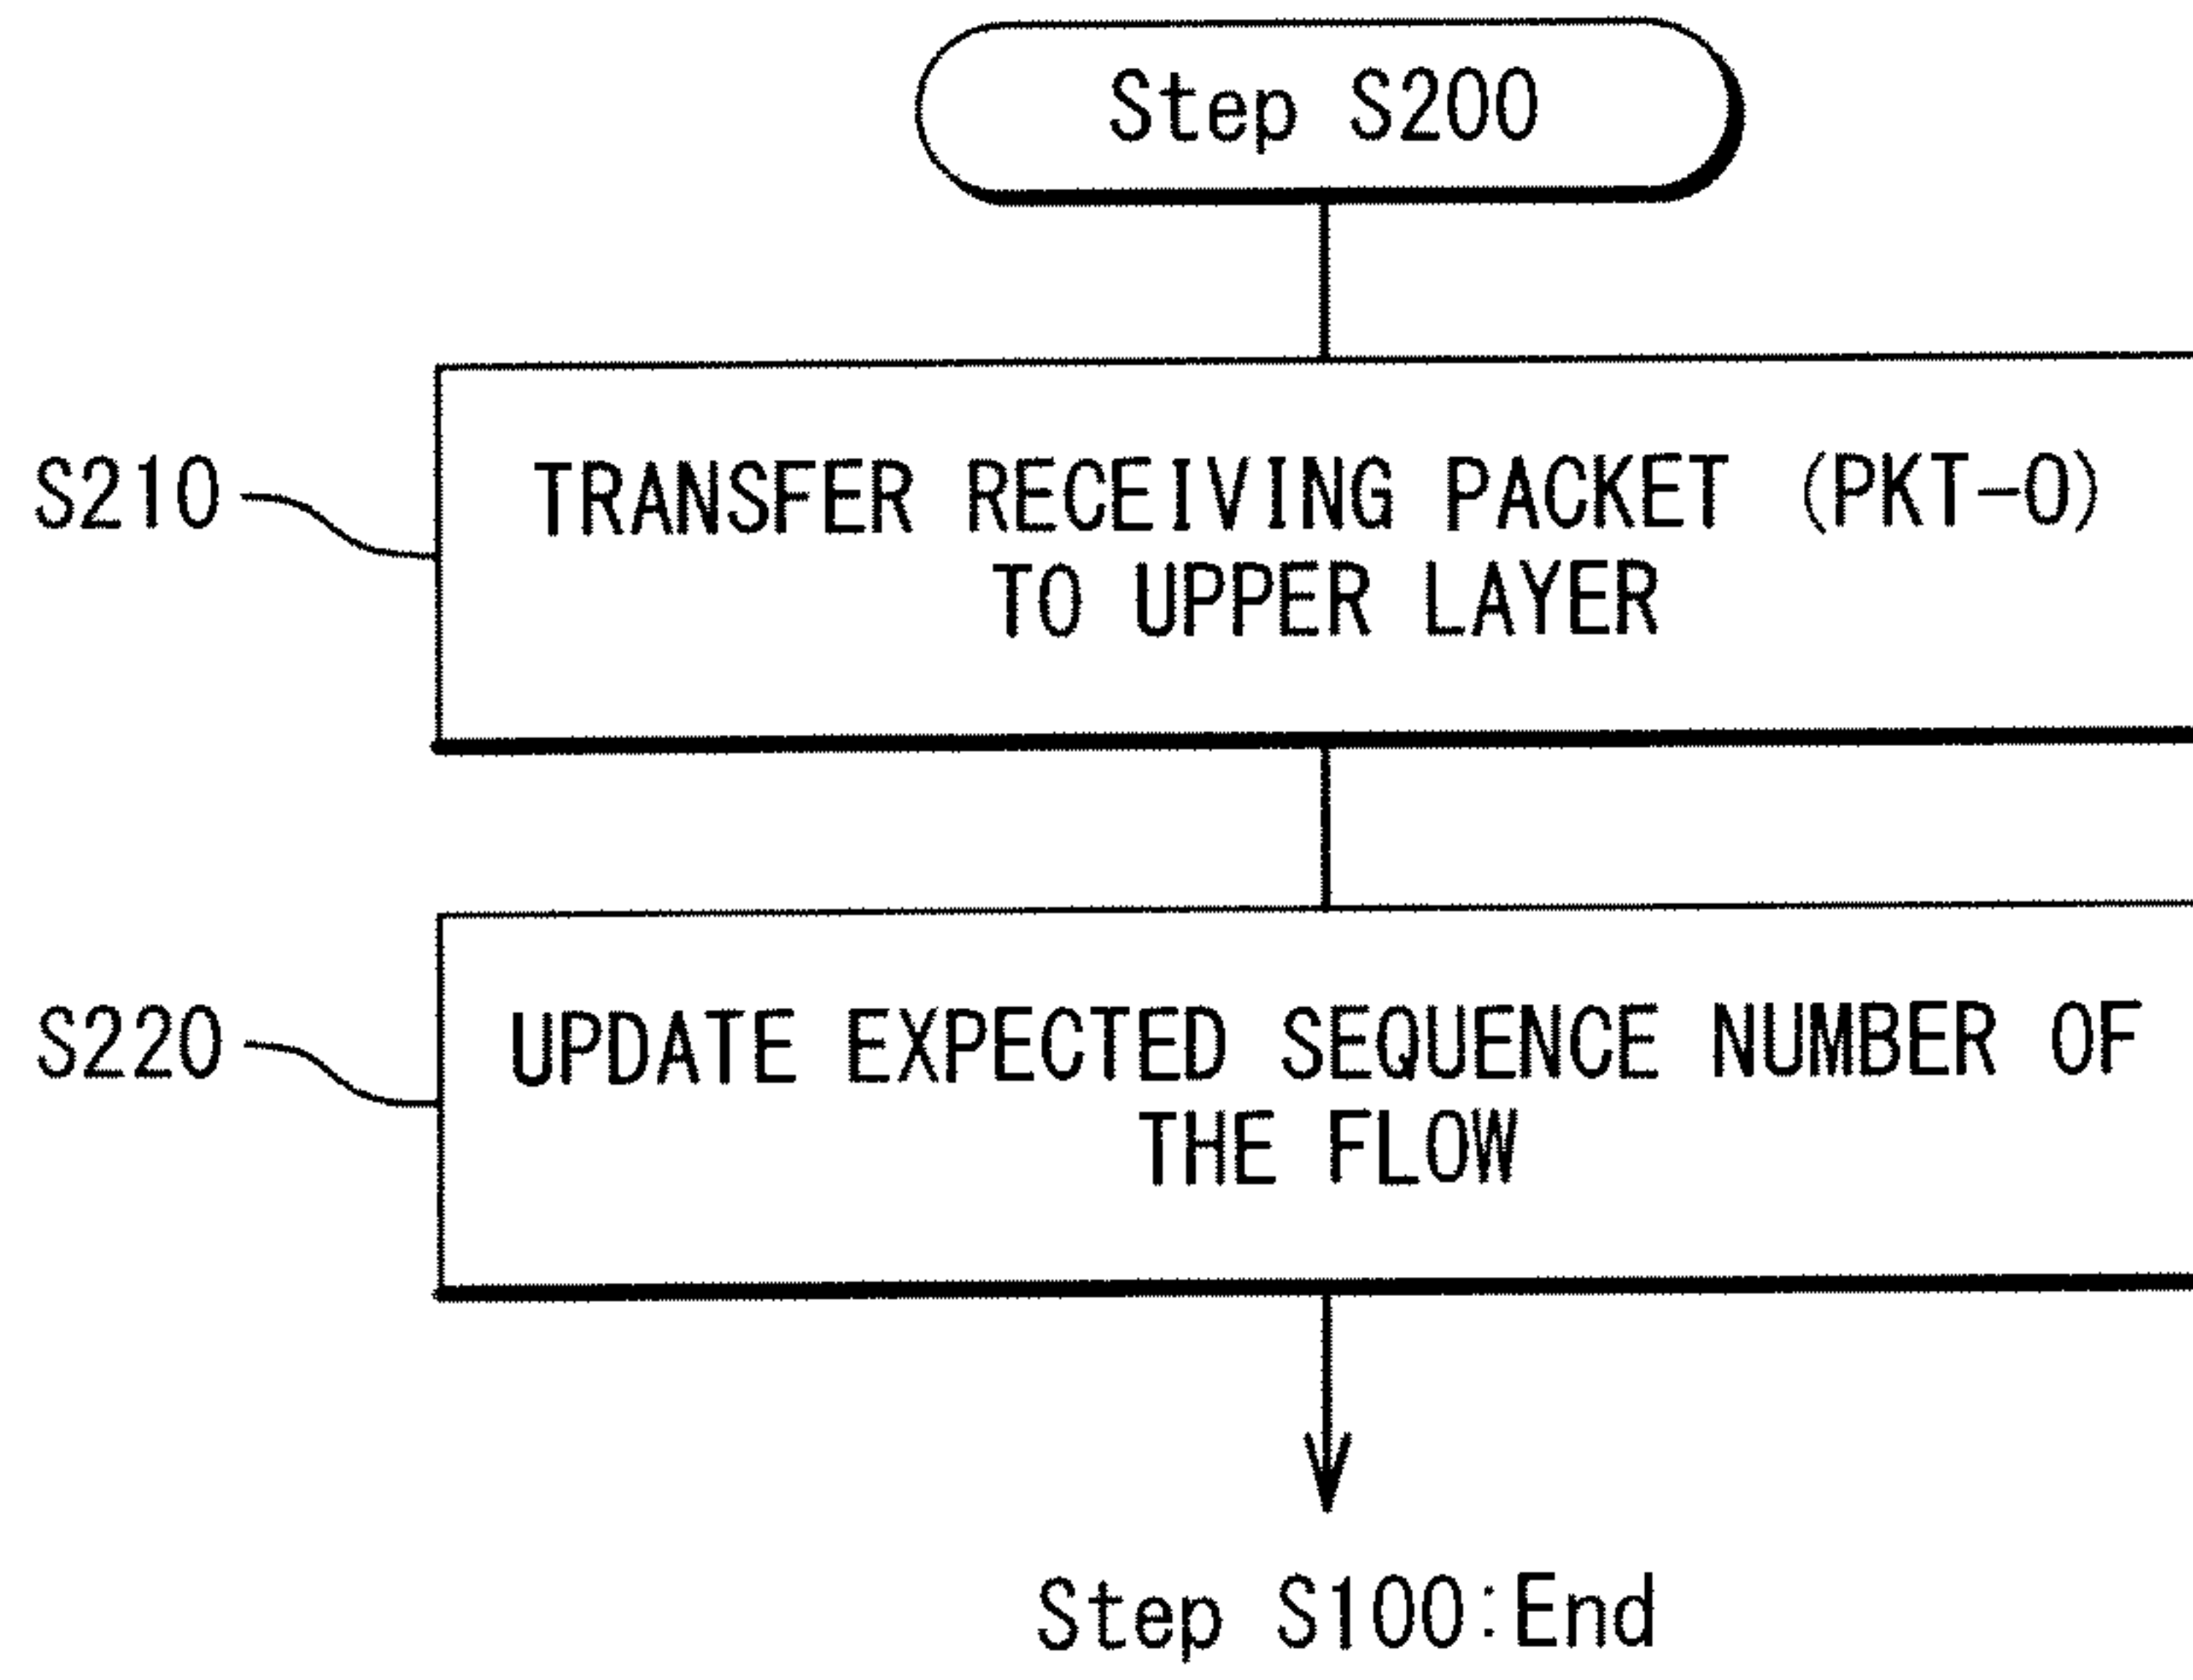 Step S200
S210
TRANSFER RECEIVING PACKET (PKT-O)
TO UPPER LAYER
S220
UPDATE EXPECTED SEQUENCE NUMBER OF
THE FLOW
Step S100:End